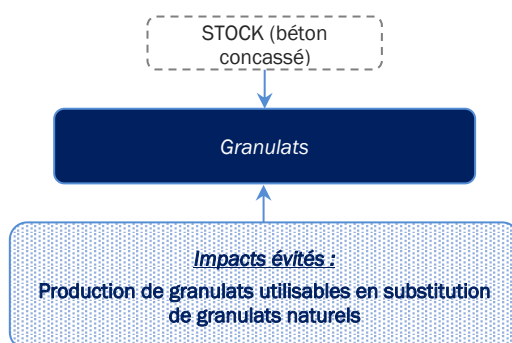 STOCK (béton
concassé)
Granulats
Impacts évités :
Production de granulats utilisables en substitution
de granulats naturels